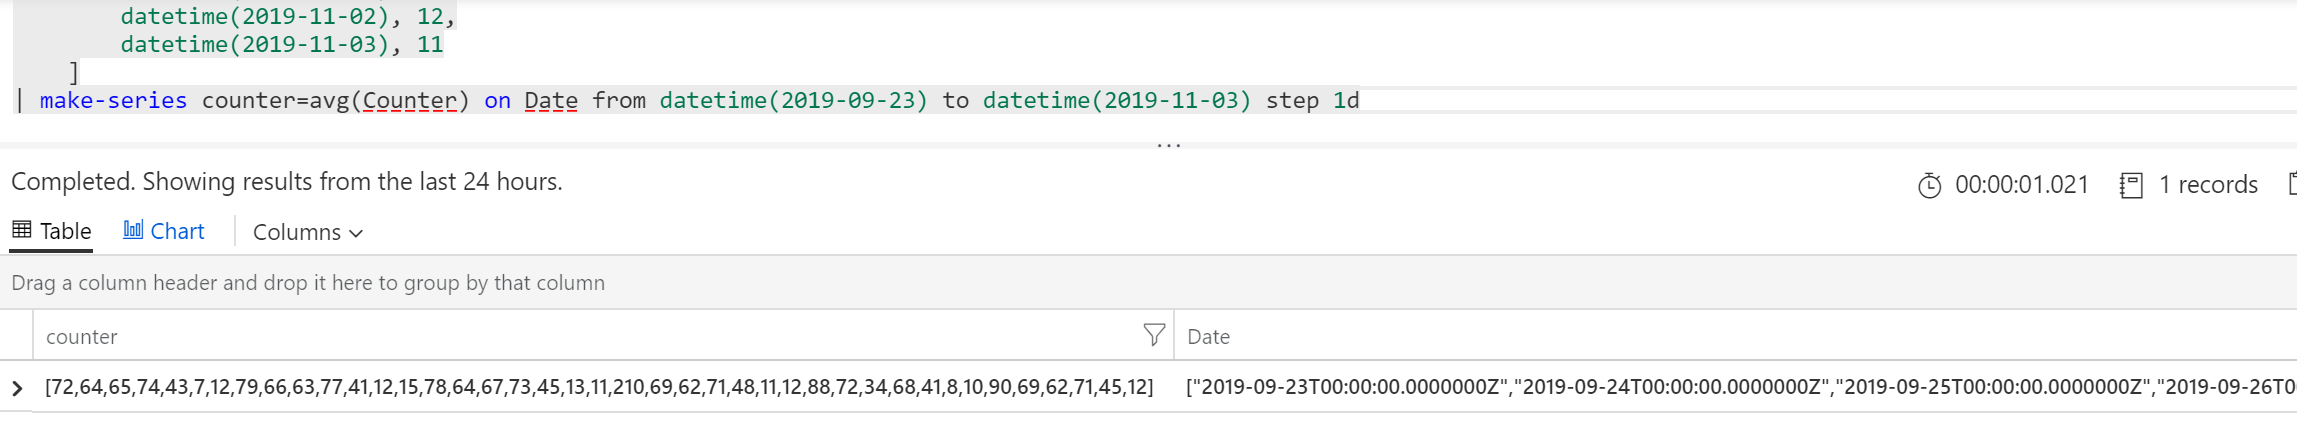 datetime(2019-11-02), 12,
datetime(2019-11-03), 11
]
| make-series counter=avg(Counter) on Date from datetime(2019-09-23) to datetime(2019-11-03) step 1d
...
Completed. Showing results from the last 24 hours. 00:00:01.021 1 records
Table Chart Columns
Drag a column header and drop it here to group by that column
counter Date
[72,64,65,74,43,7,12,79,66,63,77,41,12,15,78,64,67,73,45,13,11,210,69,62,71,48,11,12,88,72,34,68,41,8,10,90,69,62,71,45,12] ["2019-09-23T00:00:00.0000000Z","2019-09-24T00:00:00.0000000Z","2019-09-25T00:00:00.0000000Z","2019-09-26T0